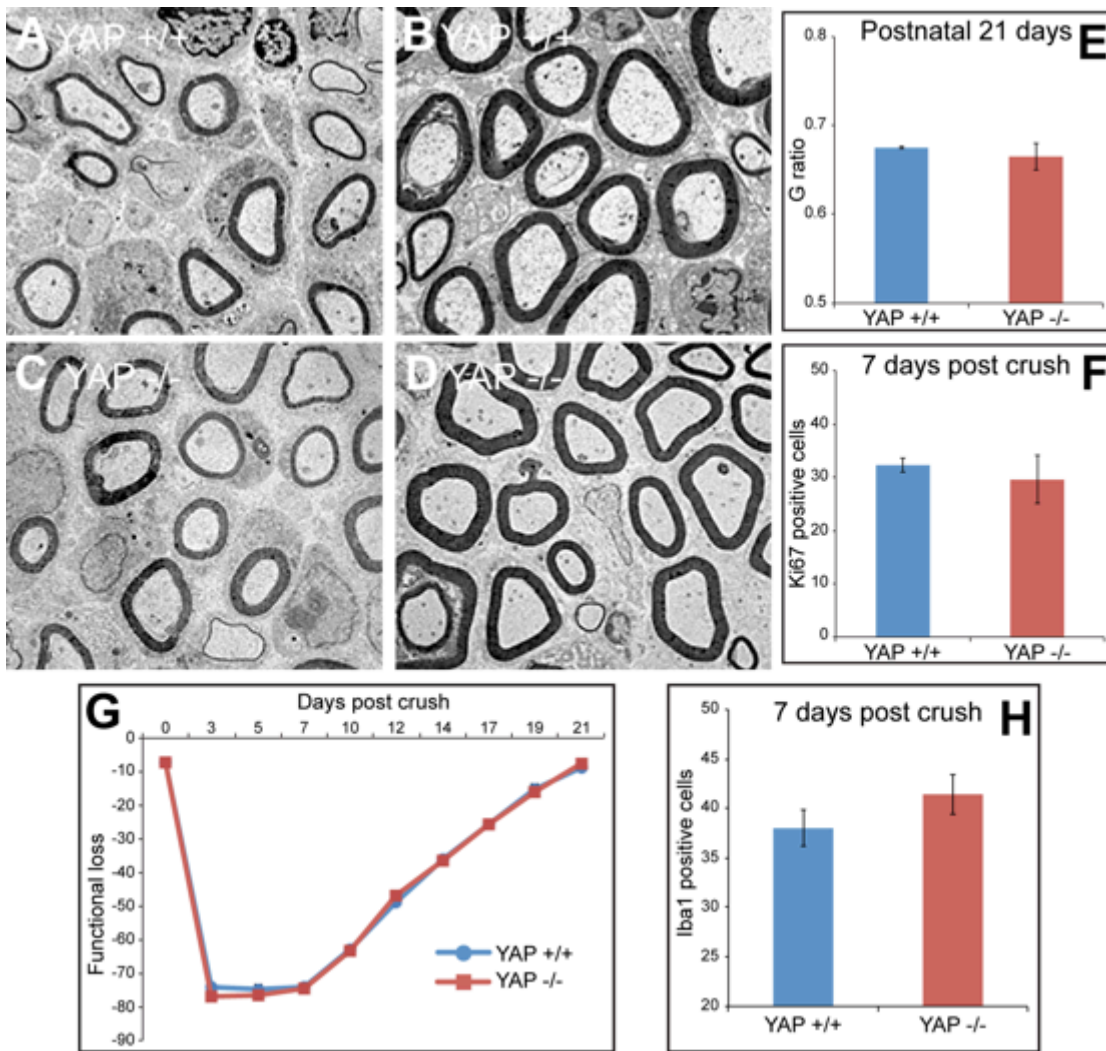 A YAP +/+
B YAP +/+
C YAP -/-
D YAP -/-
Postnatal 21 days
E
0.8
0.7
0.6
0.5
G ratio
YAP +/+
YAP -/-
7 days post crush
F
50
40
30
20
10
0
Ki67 positive cells
YAP +/+
YAP -/-
G
Days post crush
0 3 5 7 10 12 14 17 19 21
0
-10
-20
-30
-40
-50
-60
-70
-80
-90
Functional loss
YAP +/+
YAP -/-
7 days post crush
H
50
45
40
35
30
25
20
Iba1 positive cells
YAP +/+
YAP -/-